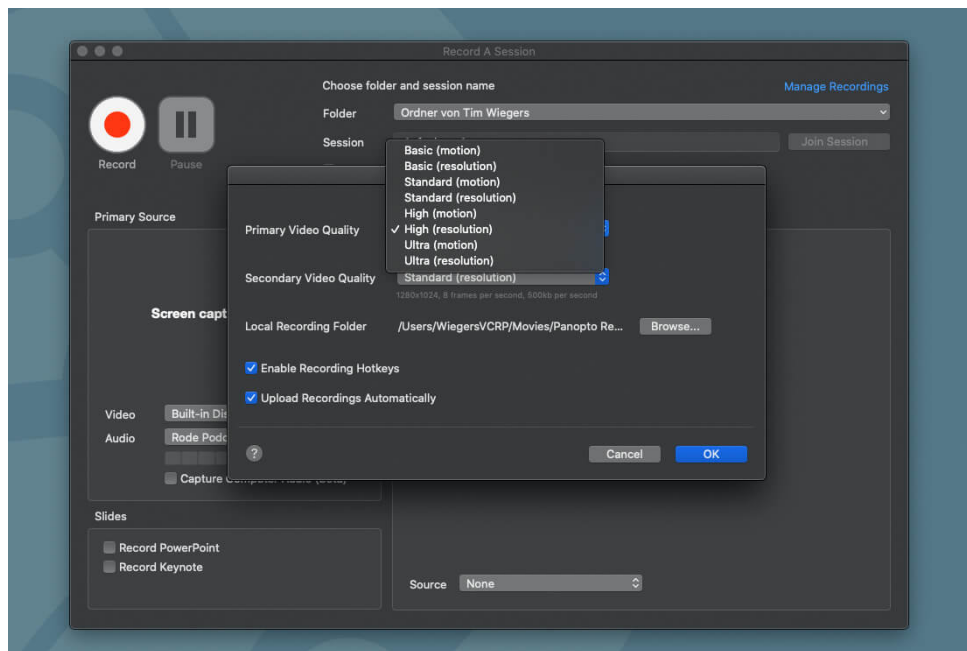 Record A Session
Choose folder and session name
Manage Recordings
Folder
Ordner von Tim Wiegers
Session
Join Session
Record
Pause
Basic (motion)
Basic (resolution)
Standard (motion)
Standard (resolution)
High (motion)
✓ High (resolution)
Ultra (motion)
Ultra (resolution)
Primary Source
Primary Video Quality
Secondary Video Quality
Standard (resolution)
1280x1024, 8 frames per second, 500kb per second
Screen capt
Local Recording Folder
/Users/WiegersVCRP/Movies/Panopto Re...
Browse...
Enable Recording Hotkeys
Upload Recordings Automatically
Video
Built-in Dis
Audio
Rode Podc
?
Cancel
OK
Capture Computer Audio (beta)
Slides
Record PowerPoint
Record Keynote
Source
None